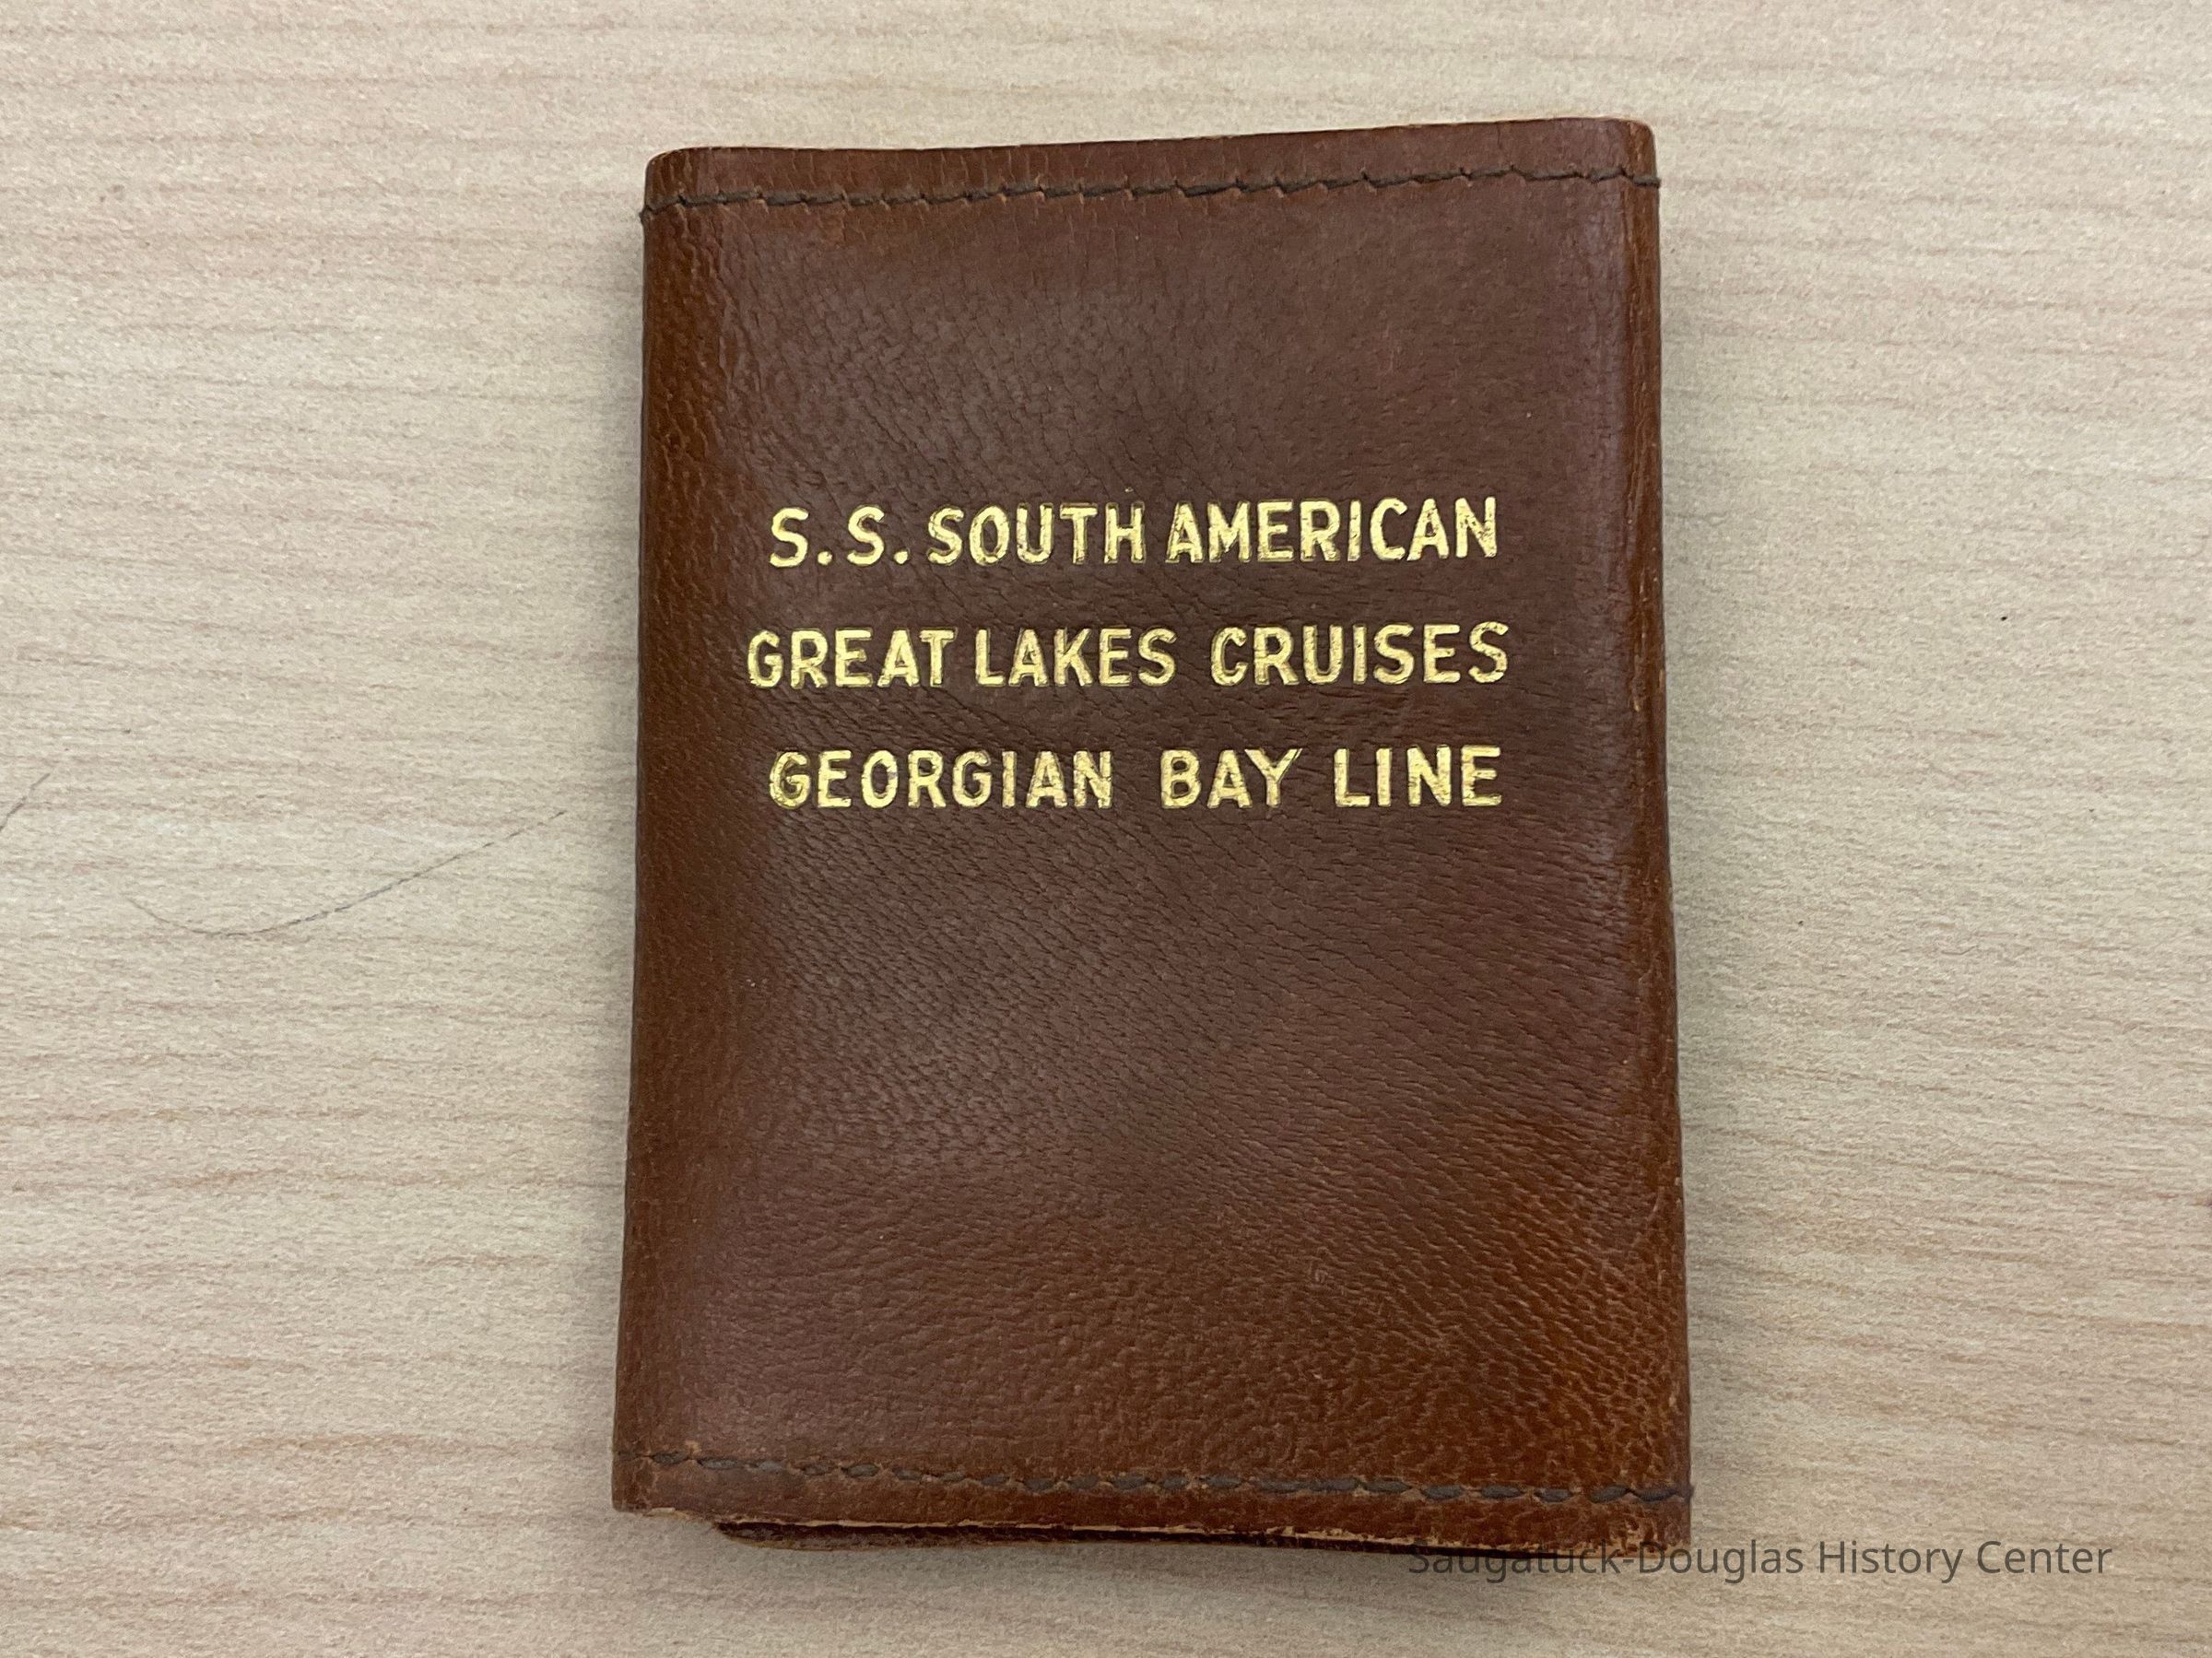 S. S. SOUTH AMERICAN
GREAT LAKES CRUISES
GEORGIAN BAY LINE
Saugatuck-Douglas History Center